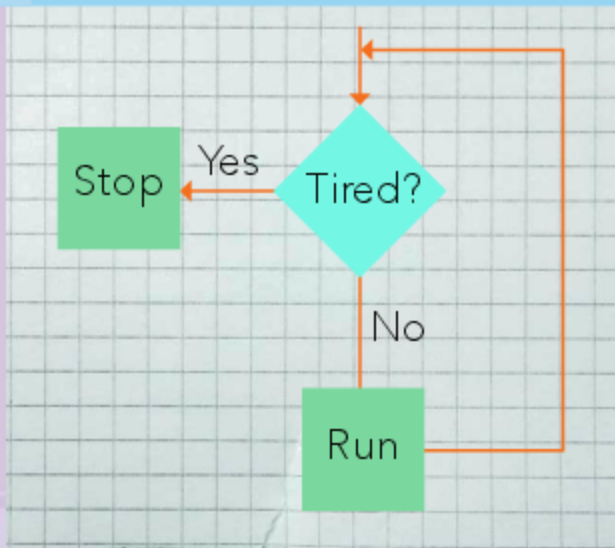 Yes
Stop
Tired?
No
Run